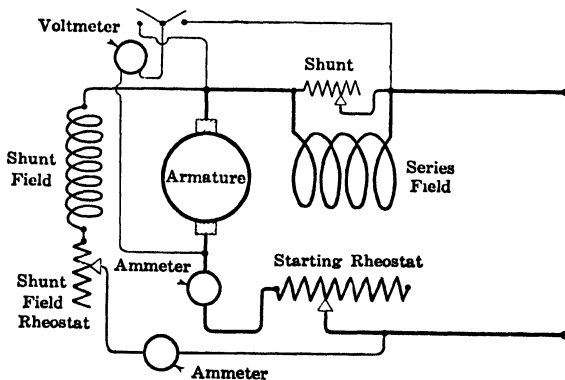 Voltmeter
Shunt
Shunt
Field
Armature
Series
Field
Ammeter
Starting Rheostat
Shunt
Field
Rheostat
Ammeter